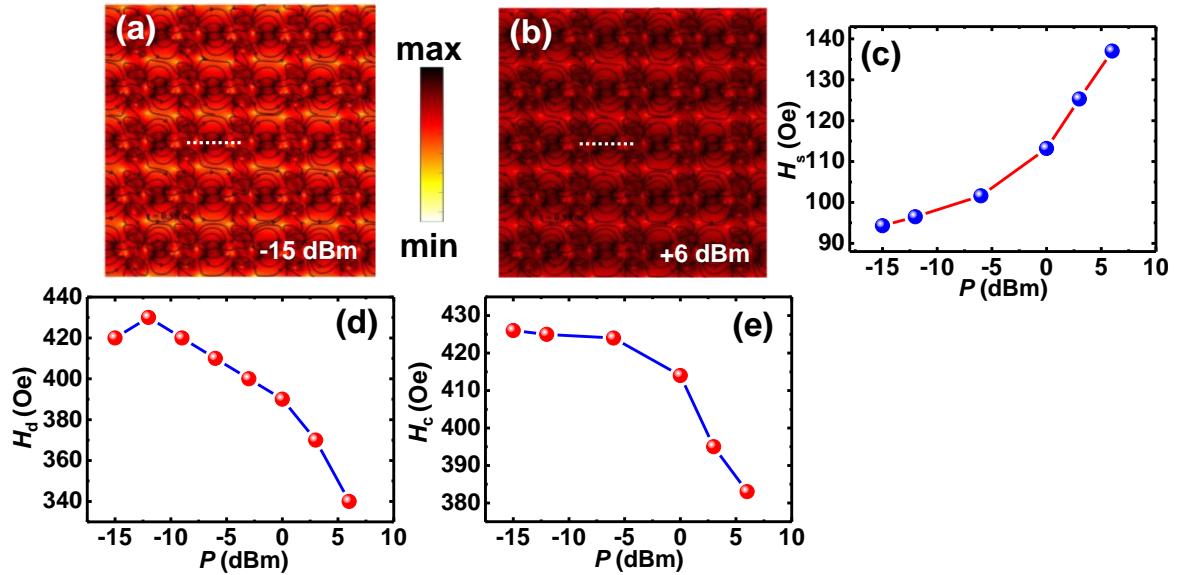 (a)
-15 dBm
max
min
(b)
+6 dBm
(c)
140
130
120
110
100
90
H_s (Oe)
-15 -10 -5 0 5 10
P (dBm)
(d)
440
420
400
380
360
340
H_d (Oe)
-15 -10 -5 0 5 10
P (dBm)
(e)
430
420
410
400
390
380
H_c (Oe)
-15 -10 -5 0 5 10
P (dBm)